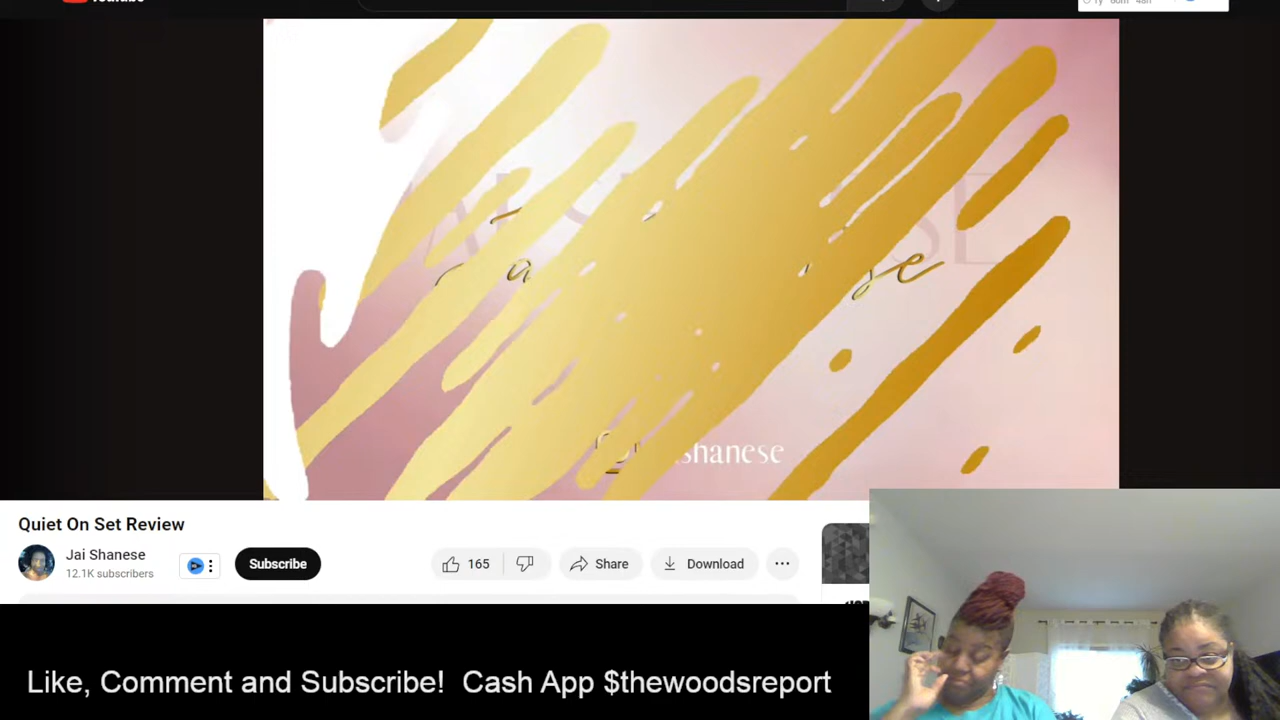 shanese
Quiet On Set Review
Jai Shanese
12.1K subscribers
Subscribe
165
Share
Download
Like, Comment and Subscribe! Cash App $thewoodsreport